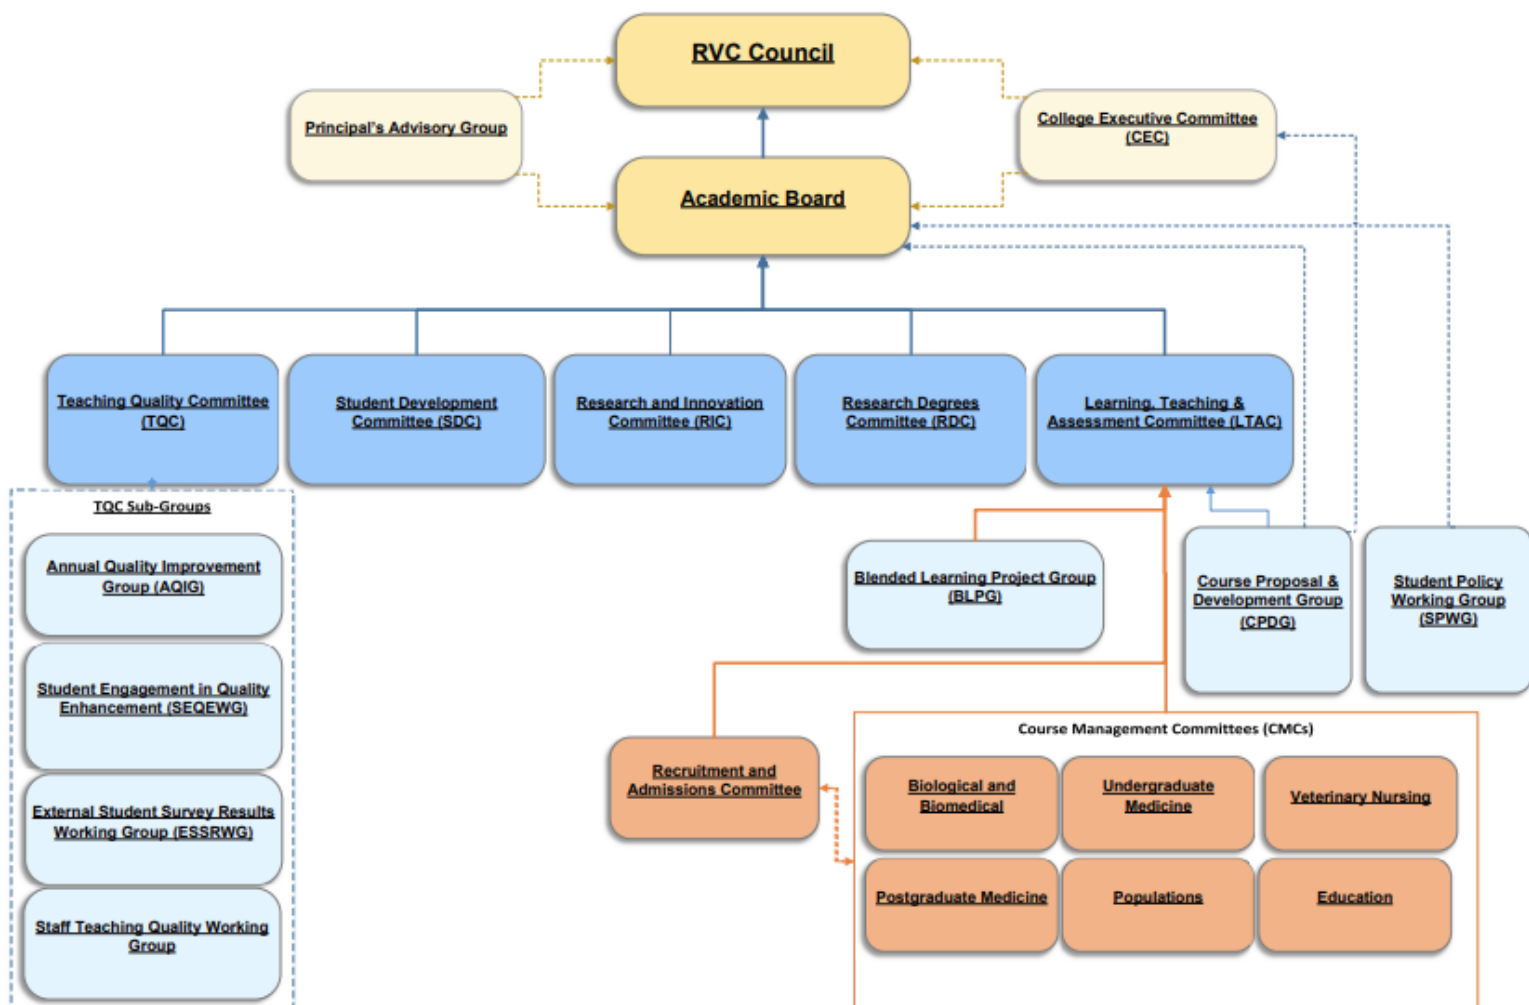 RVC Council
Principal's Advisory Group
College Executive Committee
(CEC)
Academic Board
Teaching Quality Committee
(TQC)
Student Development
Committee (SDC)
Research and Innovation
Committee (RIC)
Research Degrees
Committee (RDC)
Learning, Teaching &
Assessment Committee (LTAC)
TQC Sub-Groups
Annual Quality Improvement
Group (AQIG)
Student Engagement in Quality
Enhancement (SEQEWG)
External Student Survey Results
Working Group (ESSRWG)
Staff Teaching Quality Working
Group
Blended Learning Project Group
(BLPG)
Course Proposal &
Development Group
(CPDG)
Student Policy
Working Group
(SPWG)
Recruitment and
Admissions Committee
Course Management Committees (CMCs)
Biological and
Biomedical
Undergraduate
Medicine
Veterinary Nursing
Postgraduate Medicine
Populations
Education